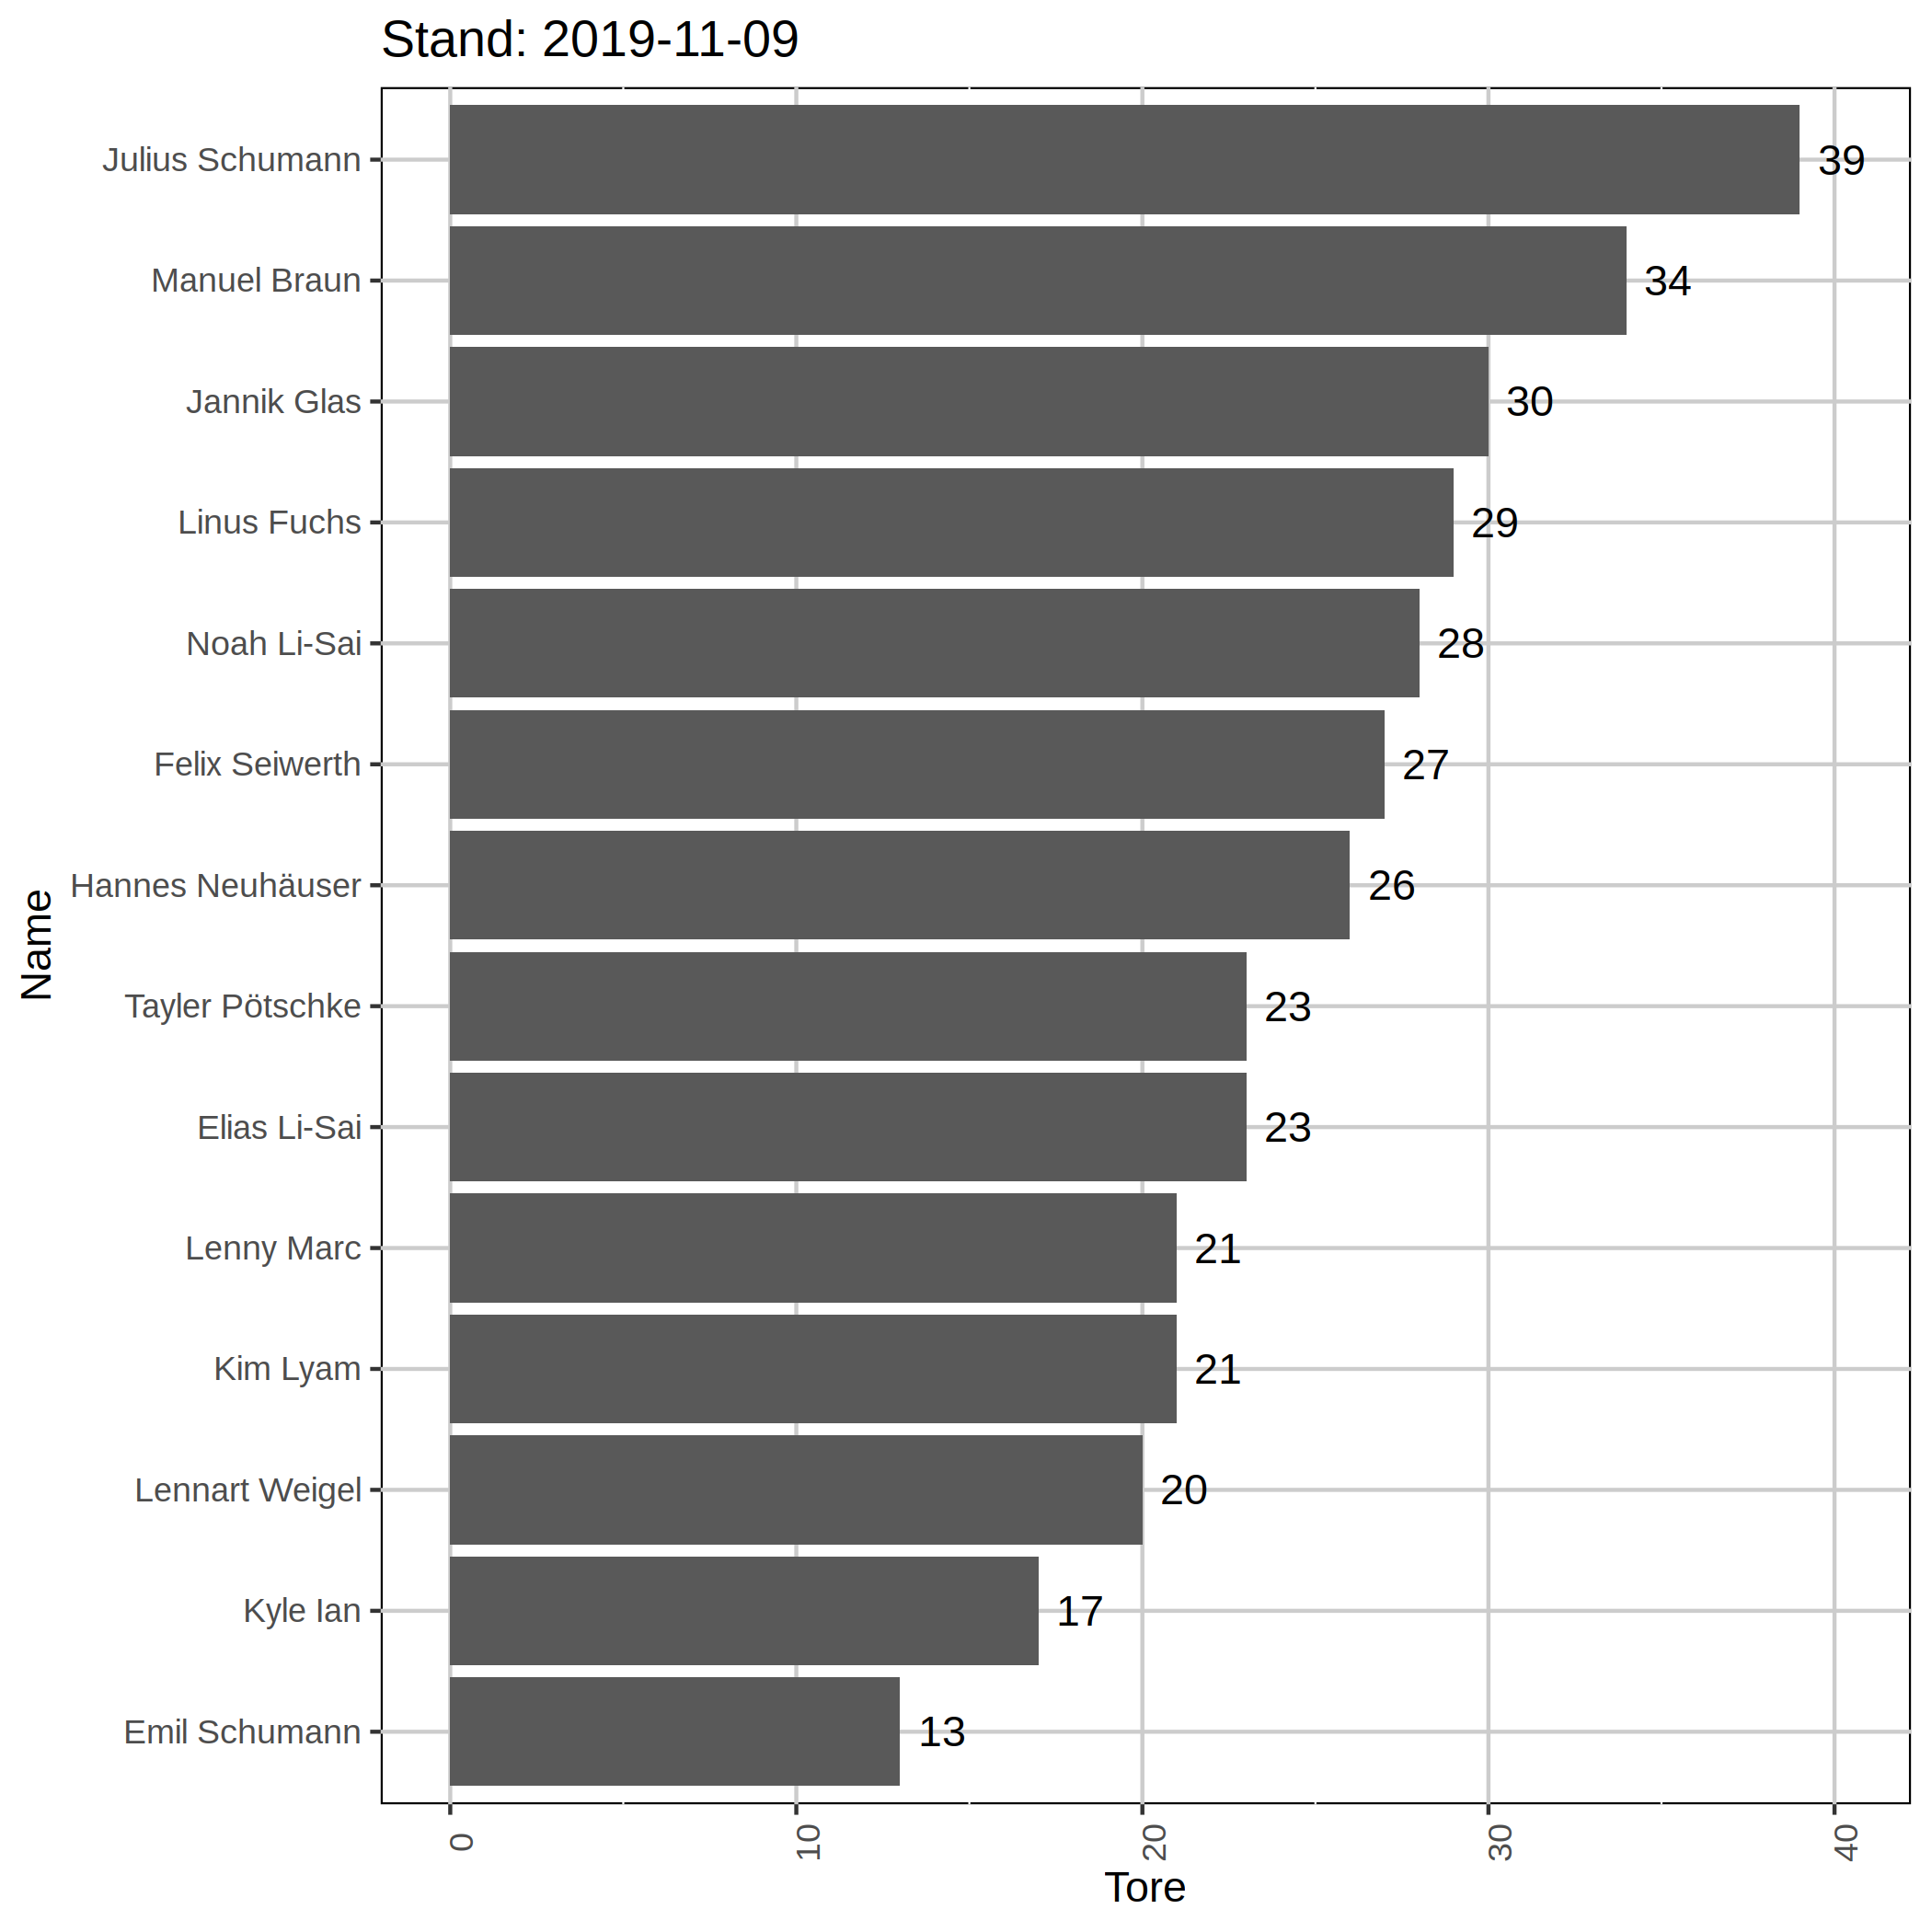 Stand: 2019-11-09
Julius Schumann 39
Manuel Braun 34
Jannik Glas 30
Linus Fuchs 29
Noah Li-Sai 28
Felix Seiwerth 27
Hannes Neuhäuser 26
Tayler Pötschke 23
Elias Li-Sai 23
Lenny Marc 21
Kim Lyam 21
Lennart Weigel 20
Kyle Ian 17
Emil Schumann 13
Name
0 10 20 30 40
Tore